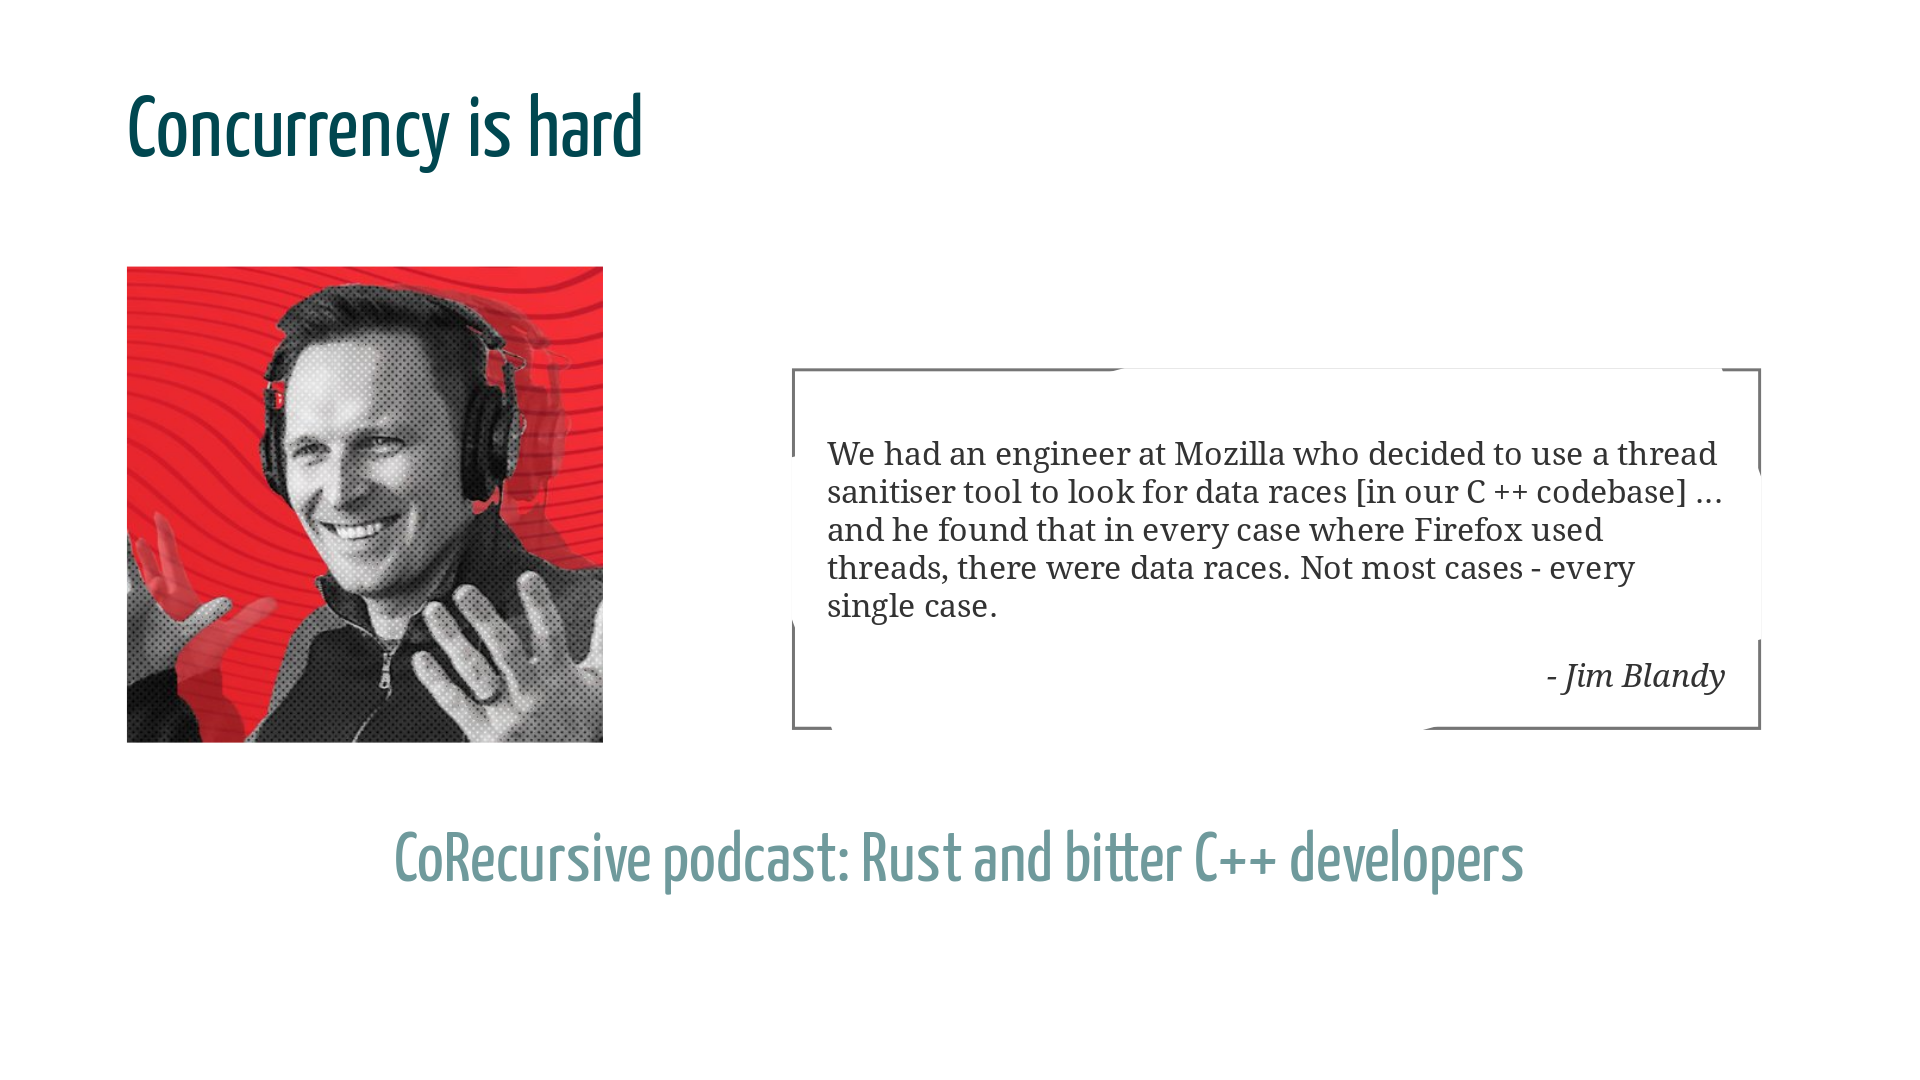 Concurrency is hard
We had an engineer at Mozilla who decided to use a thread
sanitiser tool to look for data races [in our C ++ codebase] ...
and he found that in every case where Firefox used
threads, there were data races. Not most cases - every
single case.
- Jim Blandy
CoRecursive podcast: Rust and bitter C++ developers